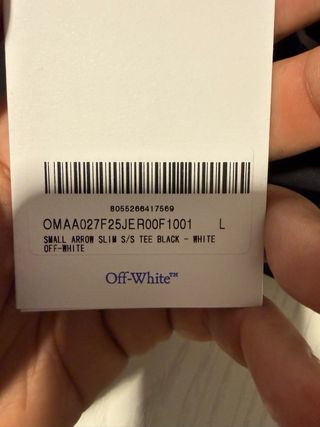 8055266417569
OMAA027F25JER00F1001 L
SMALL ARROW SLIM S/S TEE BLACK - WHITE
OFF-WHITE
Off-White™